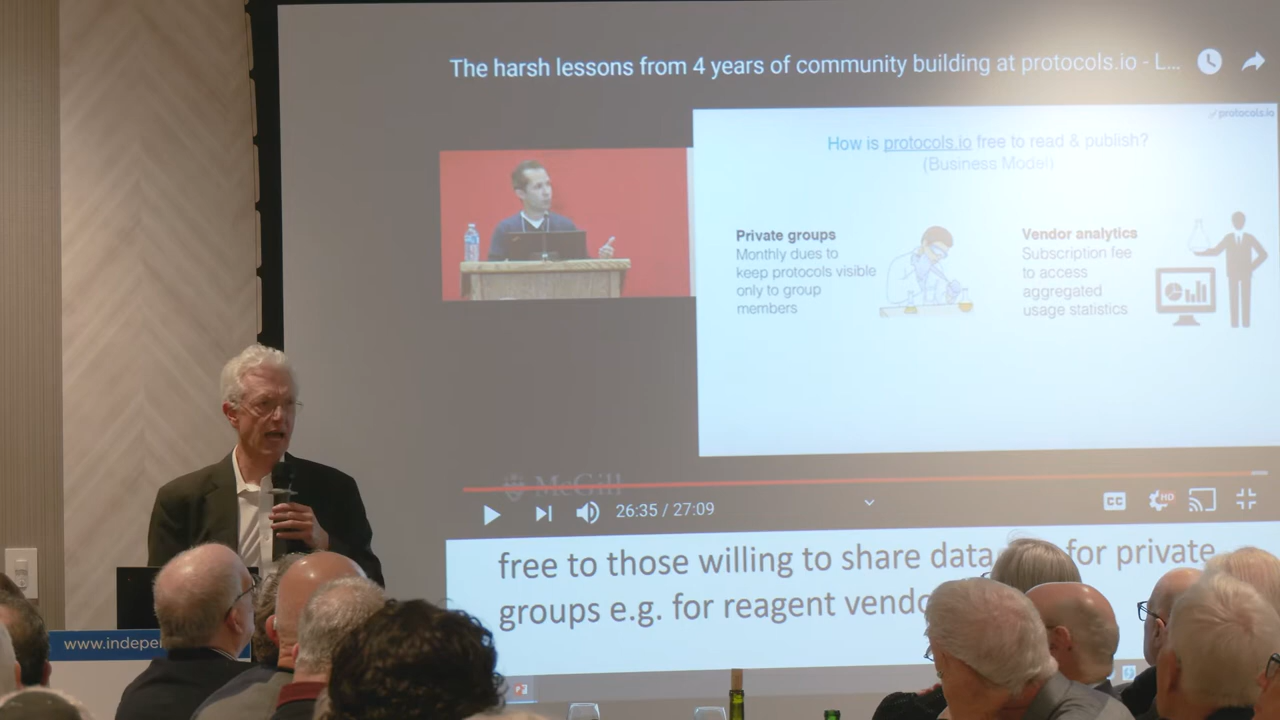 The harsh lessons from 4 years of community building at protocols.io - L...
protocols.io
How is protocols.io free to read & publish?
(Business Model)
Private groups
Monthly dues to
keep protocols visible
only to group
members
Vendor analytics
Subscription fee
to access
aggregated
usage statistics
McGill
26:35 / 27:09
CC
HD
free to those willing to share data, for private
groups e.g. for reagent
www.indepe